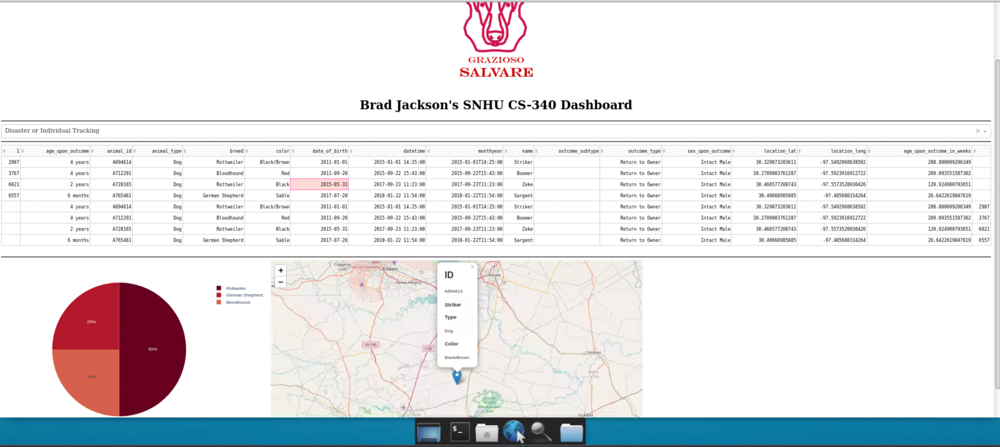 GRAZIOSO
SALVARE
Brad Jackson's SNHU CS-340 Dashboard
Disaster or Individual Tracking
1 age_upon_outcome animal_id animal_type breed color date_of_birth datetime monthyear name outcome_subtype outcome_type sex_upon_outcome location_lat location_long age_upon_outcome_in_weeks
2987 4 years A694614 Dog Rottweiler Black/Brown 2011-01-01 2015-01-01 14:25:00 2015-01-01T14:25:00 Striker Return to Owner Intact Male 30.329873203611 -97.5492968638502 208.800099206349
3767 4 years A712291 Dog Bloodhound Red 2011-09-20 2015-09-22 15:43:00 2015-09-22T15:43:00 Boomer Return to Owner Intact Male 30.2709983761287 -97.5923916912722 209.093551587302
6021 2 years A728165 Dog Rottweiler Black 2015-05-31 2017-09-23 11:23:00 2017-09-23T11:23:00 Zeke Return to Owner Intact Male 30.466577208743 -97.5573520930426 120.924900793651
6557 6 months A765461 Dog German Shepherd Sable 2017-07-20 2018-01-22 11:54:00 2018-01-22T11:54:00 Sargent Return to Owner Intact Male 30.40668985085 -97.485680334264 26.6422619047619
4 years A694614 Dog Rottweiler Black/Brown 2011-01-01 2015-01-01 14:25:00 2015-01-01T14:25:00 Striker Return to Owner Intact Male 30.329873203611 -97.5492968638502 208.800099206349 2987
4 years A712291 Dog Bloodhound Red 2011-09-20 2015-09-22 15:43:00 2015-09-22T15:43:00 Boomer Return to Owner Intact Male 30.2709983761287 -97.5923916912722 209.093551587302 3767
2 years A728165 Dog Rottweiler Black 2015-05-31 2017-09-23 11:23:00 2017-09-23T11:23:00 Zeke Return to Owner Intact Male 30.466577208743 -97.5573520930426 120.924900793651 6021
6 months A765461 Dog German Shepherd Sable 2017-07-20 2018-01-22 11:54:00 2018-01-22T11:54:00 Sargent Return to Owner Intact Male 30.40668985085 -97.485680334264 26.6422619047619 6557
25%
50%
25%
Rottweiler
German Shepherd
Bloodhound
+
−
Copperas
Cove
Main
Killeen
Harker Heights
Temple
TX 195
I 35
Cameron
Milam
County
Granger
Wildlife
Management
Area
Rockdale
ID
A694614
Striker
Type
Dog
Color
Black/Brown
$_